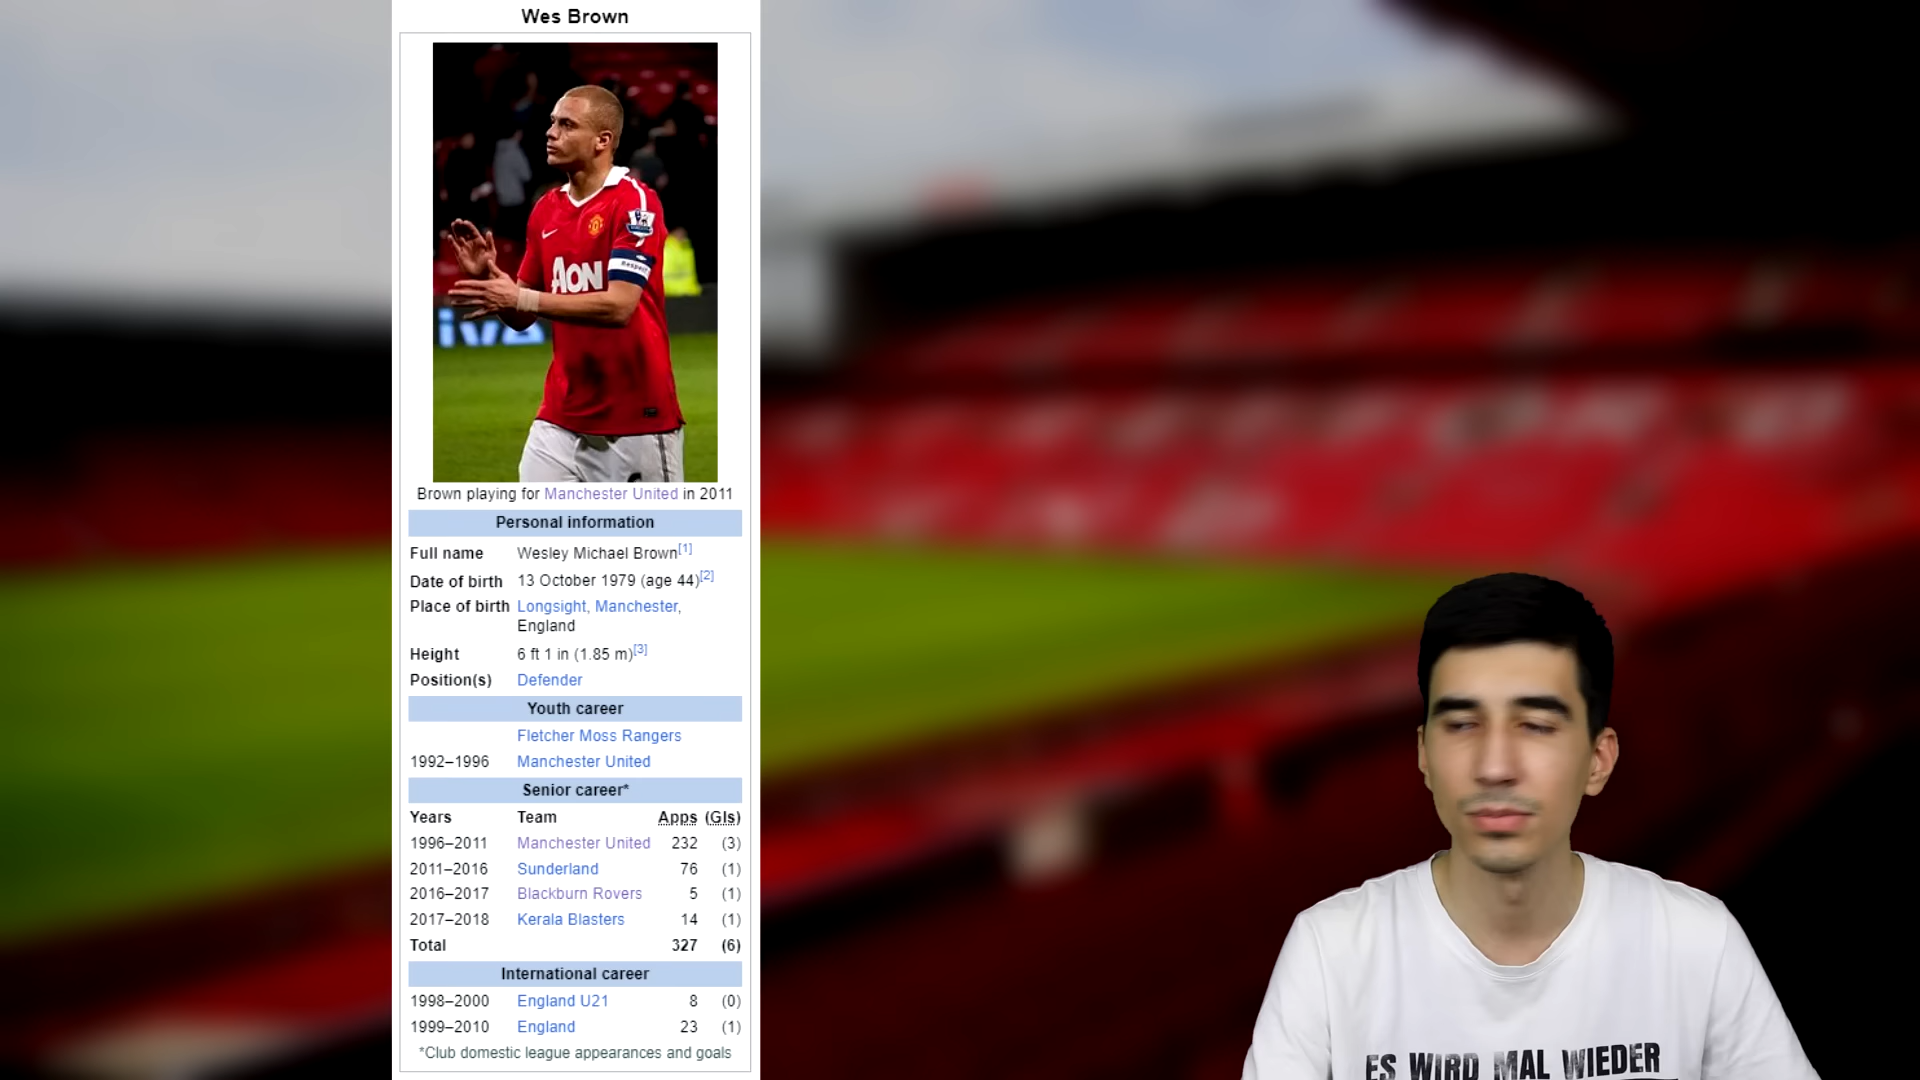 Wes Brown
Respect
AON
iva
Brown playing for Manchester United in 2011
Personal information
Full name Wesley Michael Brown[1]
Date of birth 13 October 1979 (age 44)[2]
Place of birth Longsight, Manchester,
England
Height 6 ft 1 in (1.85 m)[3]
Position(s) Defender
Youth career
Fletcher Moss Rangers
1992–1996 Manchester United
Senior career*
Years Team Apps (Gls)
1996–2011 Manchester United 232 (3)
2011–2016 Sunderland 76 (1)
2016–2017 Blackburn Rovers 5 (1)
2017–2018 Kerala Blasters 14 (1)
Total 327 (6)
International career
1998–2000 England U21 8 (0)
1999–2010 England 23 (1)
*Club domestic league appearances and goals
ES WIRD MAL WIEDER